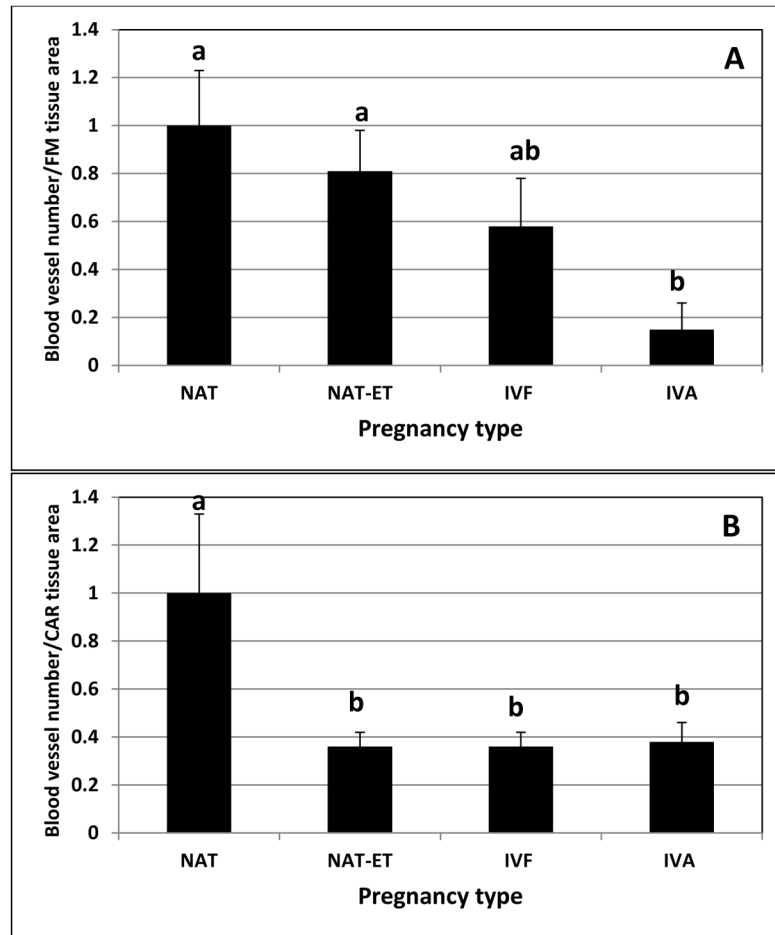 A
Blood vessel number/FM tissue area
1.4
1.2
1
0.8
0.6
0.4
0.2
0
a
a
ab
b
NAT NAT-ET IVF IVA
Pregnancy type
B
Blood vessel number/CAR tissue area
1.4
1.2
1
0.8
0.6
0.4
0.2
0
a
b
b
b
NAT NAT-ET IVF IVA
Pregnancy type